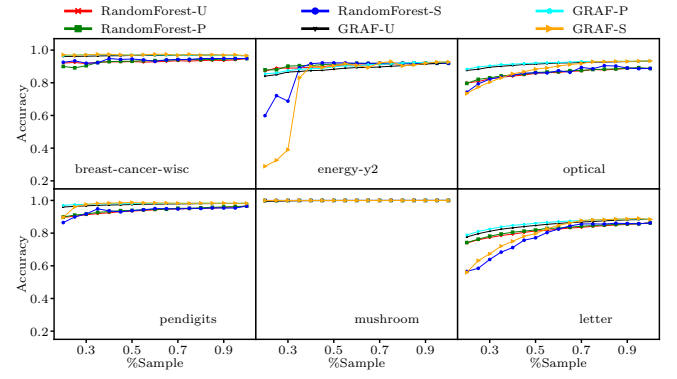 RandomForest-U RandomForest-S GRAF-P
RandomForest-P GRAF-U GRAF-S
1.0
0.8
0.6
0.4
0.2
Accuracy
breast-cancer-wisc energy-y2 optical
1.0
0.8
0.6
0.4
0.2
Accuracy
pendigits mushroom letter
0.3 0.5 0.7 0.9 0.3 0.5 0.7 0.9 0.3 0.5 0.7 0.9
%Sample %Sample %Sample